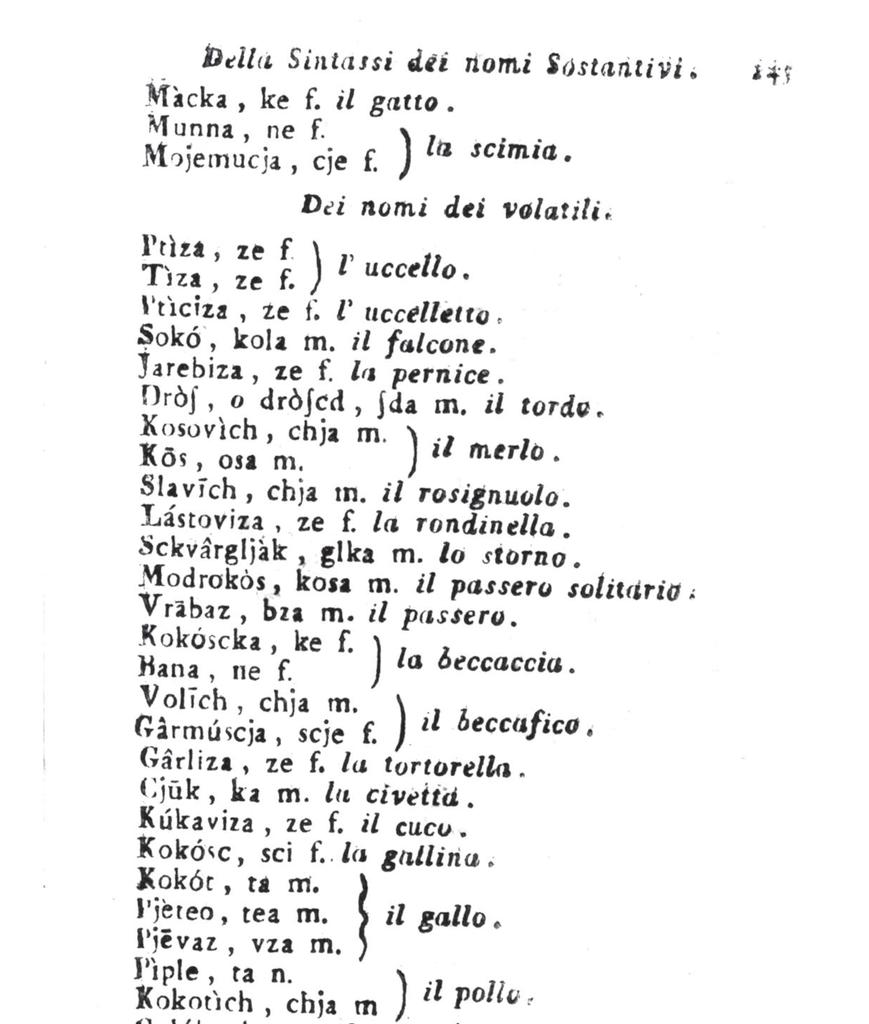 Della Sintassi dei nomi Sostantivi. 145
Màcka, ke f. il gatto.
Munna, ne f.
Mojemucja, cje f. ) la scimia.
Dei nomi dei volatili.
Ptìza, ze f.
Tìza, ze f. ) l' uccello.
Ptìciza, ze f. l' uccelletto.
Sokó, kola m. il falcone.
Jarebiza, ze f. la pernice.
Dròſ, o dròſcd, ſda m. il tordo.
Kosovìch, chja m.
Kōs, osa m. ) il merlo.
Slavīch, chja m. il rosignuolo.
Lástoviza, ze f. la rondinella.
Sckvârgljàk, glka m. lo storno.
Modrokòs, kosa m. il passero solitario.
Vrābaz, bza m. il passero.
Kokóscka, ke f.
Bana, ne f. ) la beccaccia.
Volīch, chja m.
Gârmúscja, scje f. ) il beccafico.
Gârliza, ze f. la tortorella.
Cjūk, ka m. la civetta.
Kúkaviza, ze f. il cuco.
Kokósc, sci f. la gallina.
Kokót, ta m.
Pjèteo, tea m. } il gallo.
Pjēvaz, vza m.
Pìple, ta n.
Kokotìch, chja m ) il pollo.